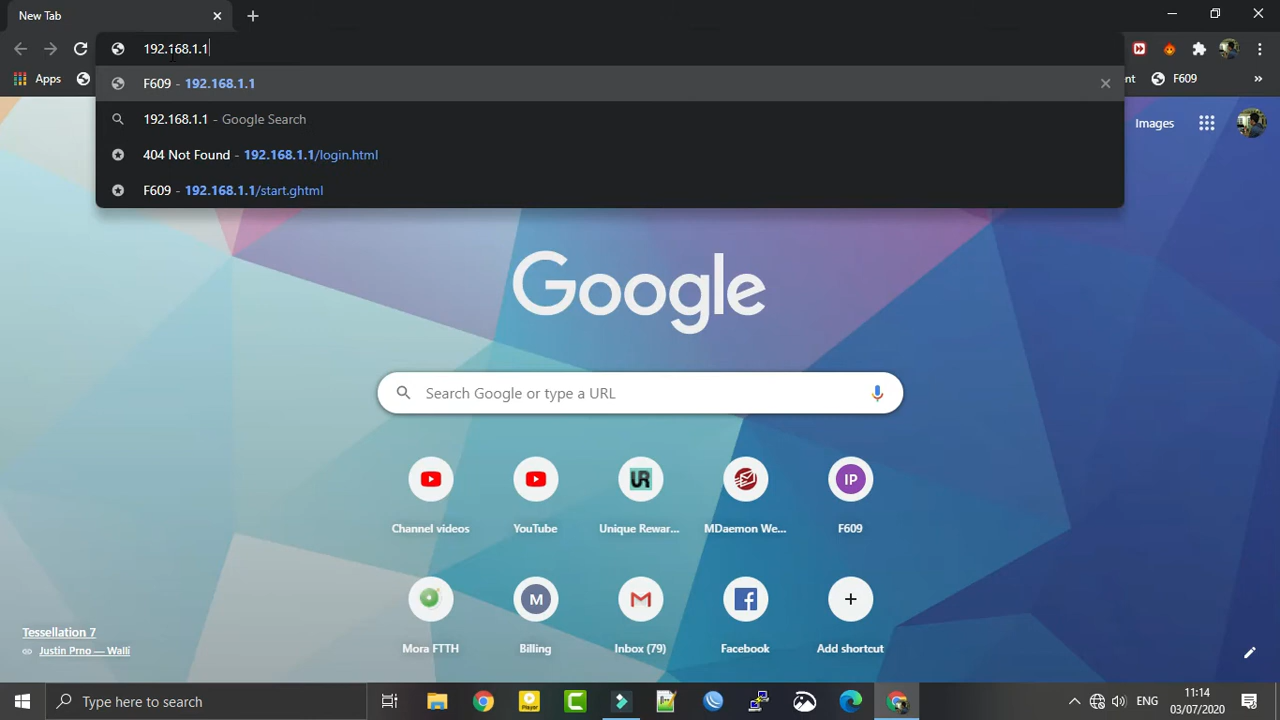 New Tab
192.168.1.1
Apps
F609 - 192.168.1.1
192.168.1.1 - Google Search
404 Not Found - 192.168.1.1/login.html
F609 - 192.168.1.1/start.ghtml
nt
F609
»
Images
Google
Search Google or type a URL
UR
IP
Channel videos
YouTube
Unique Rewar...
MDaemon We...
F609
M
Mora FTTH
Billing
Inbox (79)
Facebook
Add shortcut
Tessellation 7
Justin Prno — Walli
Type here to search
Player
ENG
11:14
03/07/2020